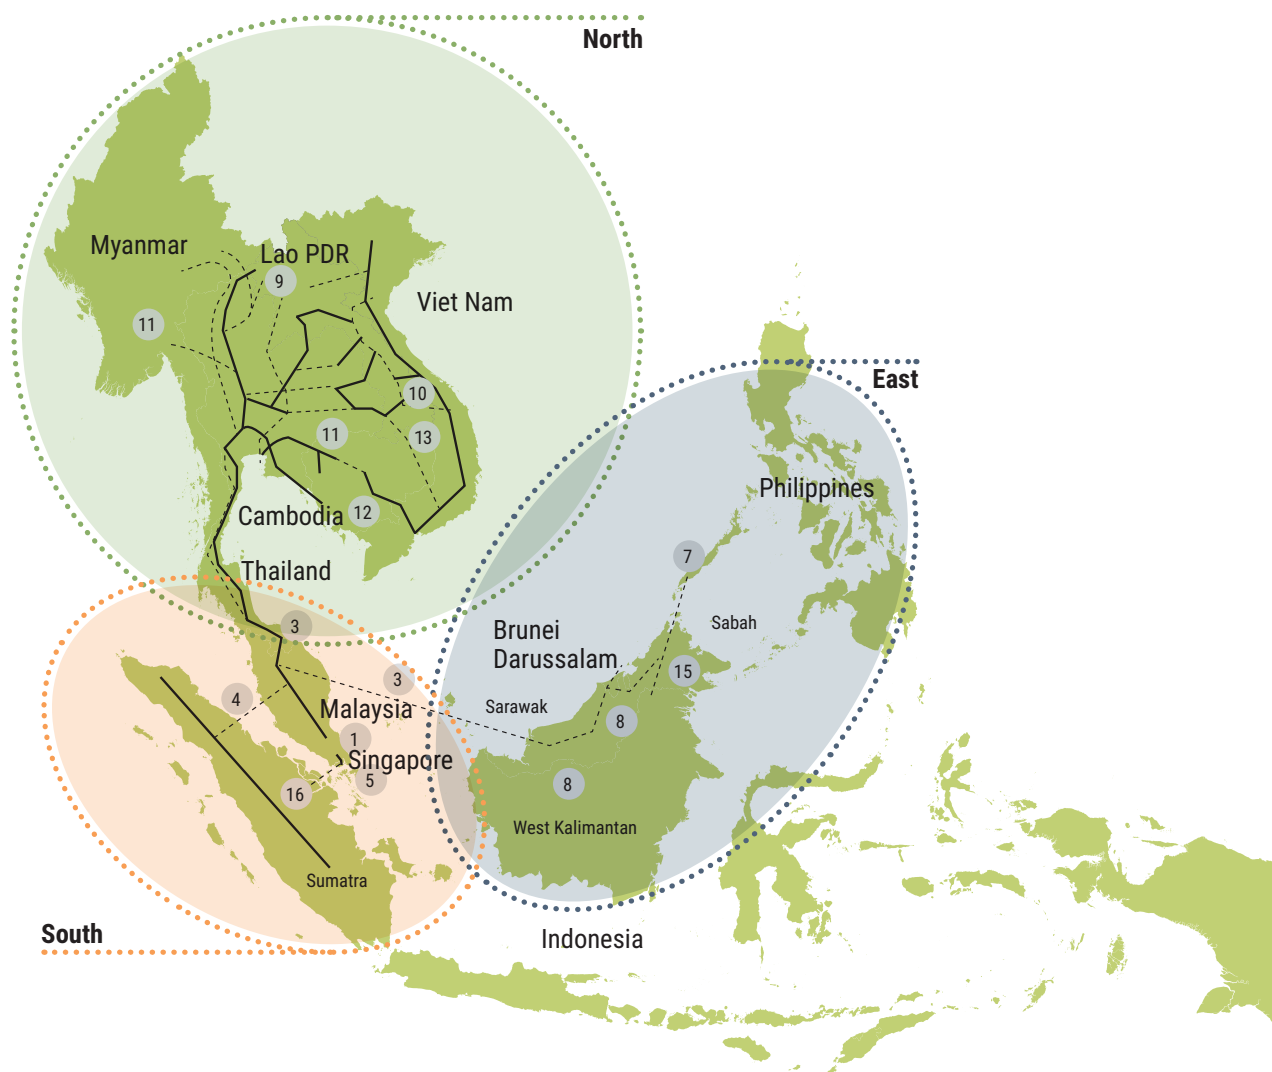 North
Myanmar
Lao PDR
9
Viet Nam
11
East
10
11
13
Philippines
Cambodia
12
7
Thailand
3
Sabah
Brunei
Darussalam
15
3
4
Sarawak
Malaysia
8
1
Singapore
5
8
16
West Kalimantan
Sumatra
South
Indonesia